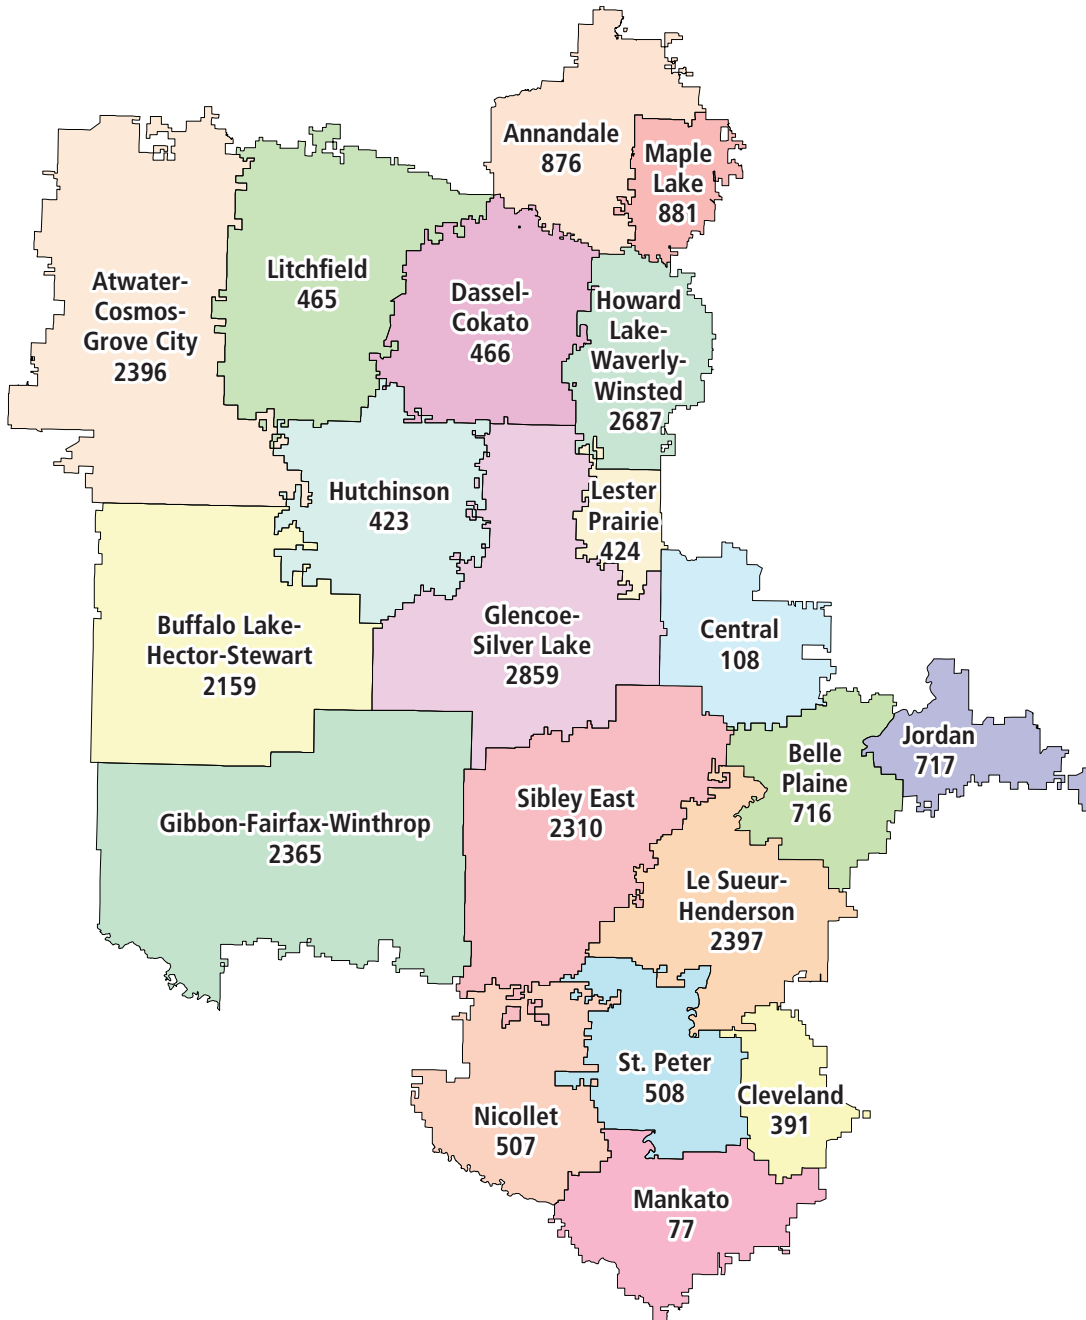 Annandale
876
Maple
Lake
881
Litchfield
465
Atwater-
Cosmos-
Grove City
2396
Dassel-
Cokato
466
Howard
Lake-
Waverly-
Winsted
2687
Hutchinson
423
Lester
Prairie
424
Buffalo Lake-
Hector-Stewart
2159
Glencoe-
Silver Lake
2859
Central
108
Jordan
717
Belle
Plaine
716
Sibley East
2310
Gibbon-Fairfax-Winthrop
2365
Le Sueur-
Henderson
2397
St. Peter
508
Cleveland
391
Nicollet
507
Mankato
77